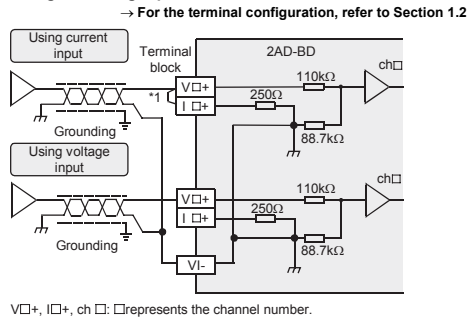 → For the terminal configuration, refer to Section 1.2
Using current
input
Terminal
block
2AD-BD
ch□
110kΩ
V□+
*1
250Ω
I □+
88.7kΩ
Grounding
Using voltage
input
ch□
110kΩ
V□+
250Ω
I □+
88.7kΩ
Grounding
VI-
V□+, I□+, ch □: □represents the channel number.